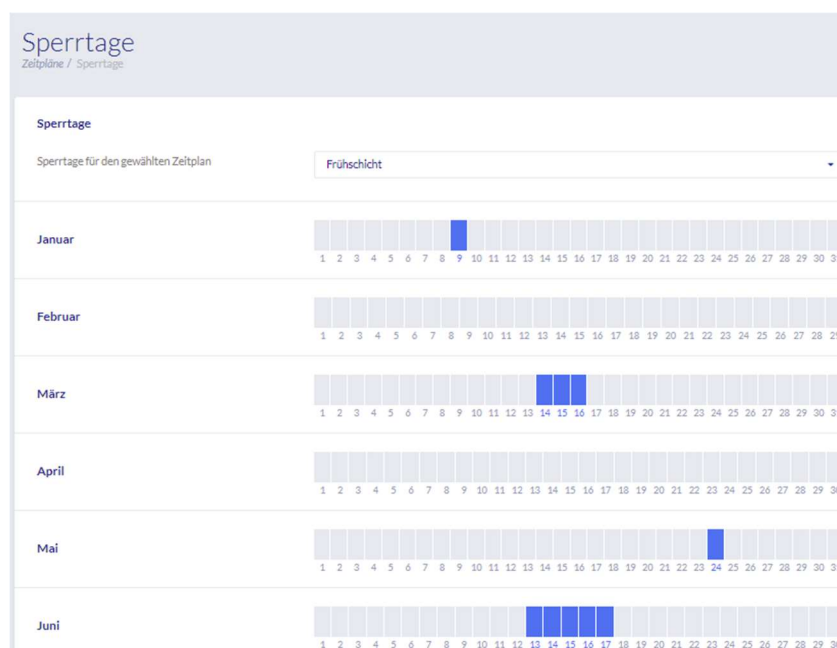 Sperrtage
Zeitpläne / Sperrtage
Sperrtage
Sperrtage für den gewählten Zeitplan
Frühschicht
Januar
1 2 3 4 5 6 7 8 9 10 11 12 13 14 15 16 17 18 19 20 21 22 23 24 25 26 27 28 29 30
Februar
1 2 3 4 5 6 7 8 9 10 11 12 13 14 15 16 17 18 19 20 21 22 23 24 25 26 27 28
März
1 2 3 4 5 6 7 8 9 10 11 12 13 14 15 16 17 18 19 20 21 22 23 24 25 26 27 28 29 30
April
1 2 3 4 5 6 7 8 9 10 11 12 13 14 15 16 17 18 19 20 21 22 23 24 25 26 27 28 29
Mai
1 2 3 4 5 6 7 8 9 10 11 12 13 14 15 16 17 18 19 20 21 22 23 24 25 26 27 28 29 30
Juni
1 2 3 4 5 6 7 8 9 10 11 12 13 14 15 16 17 18 19 20 21 22 23 24 25 26 27 28 29